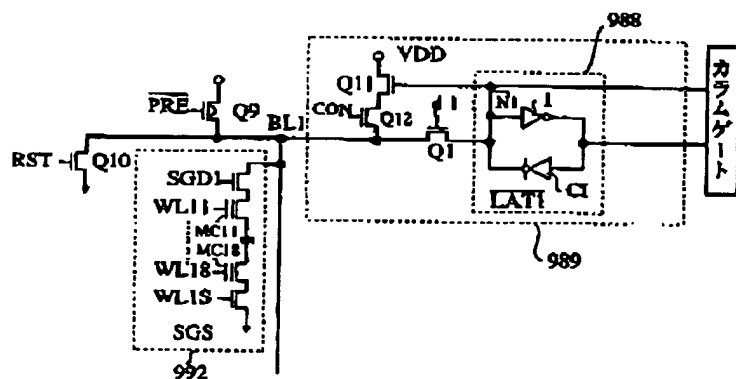 988
VDD
Q11
PRE
Q9
CON
BL1
Q12
N1
1
Q1
RST
Q10
SGD1
WL11
MC11
MC18
WL18
WL1S
SGS
LAT1
CI
カラムゲート
989
992